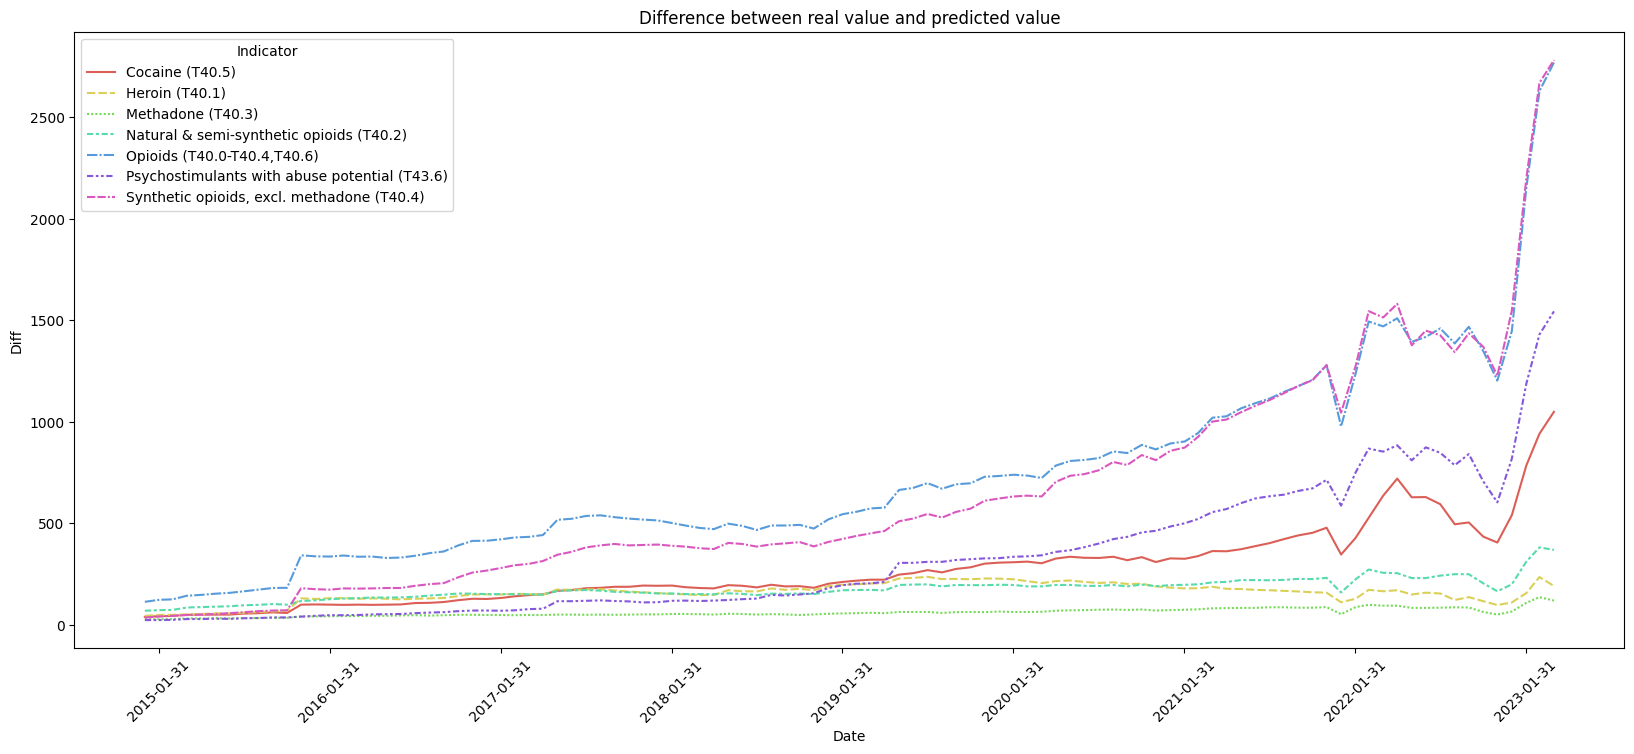 Difference between real value and predicted value
Indicator
Cocaine (T40.5)
Heroin (T40.1)
Methadone (T40.3)
Natural & semi-synthetic opioids (T40.2)
Opioids (T40.0-T40.4,T40.6)
Psychostimulants with abuse potential (T43.6)
Synthetic opioids, excl. methadone (T40.4)
Diff
2500
2000
1500
1000
500
0
2015-01-31
2016-01-31
2017-01-31
2018-01-31
2019-01-31
2020-01-31
2021-01-31
2022-01-31
2023-01-31
Date